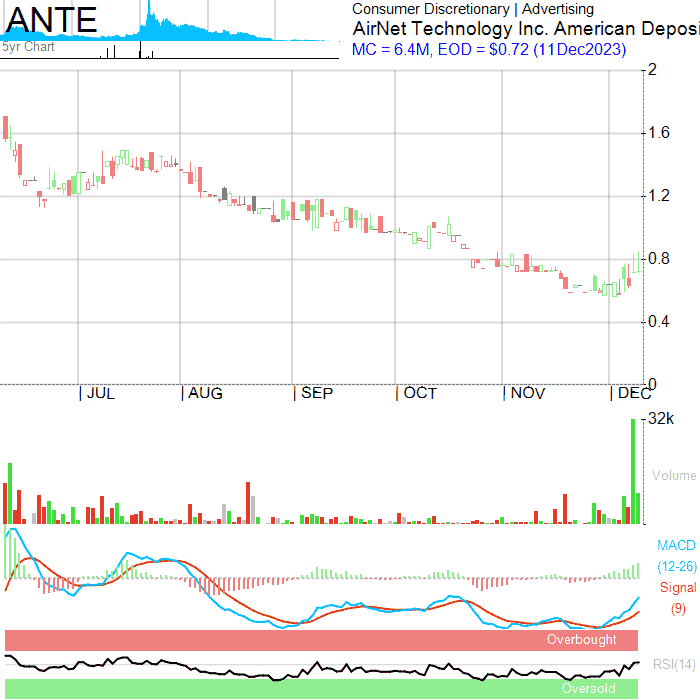 ANTE
5yr Chart
Consumer Discretionary | Advertising
AirNet Technology Inc. American Deposi
MC = 6.4M, EOD = $0.72 (11Dec2023)
2
1.6
1.2
0.8
0.4
0
| JUL | AUG | SEP | OCT | NOV | DEC
32k
Volume
MACD
(12-26)
Signal
(9)
Overbought
RSI(14)
Oversold